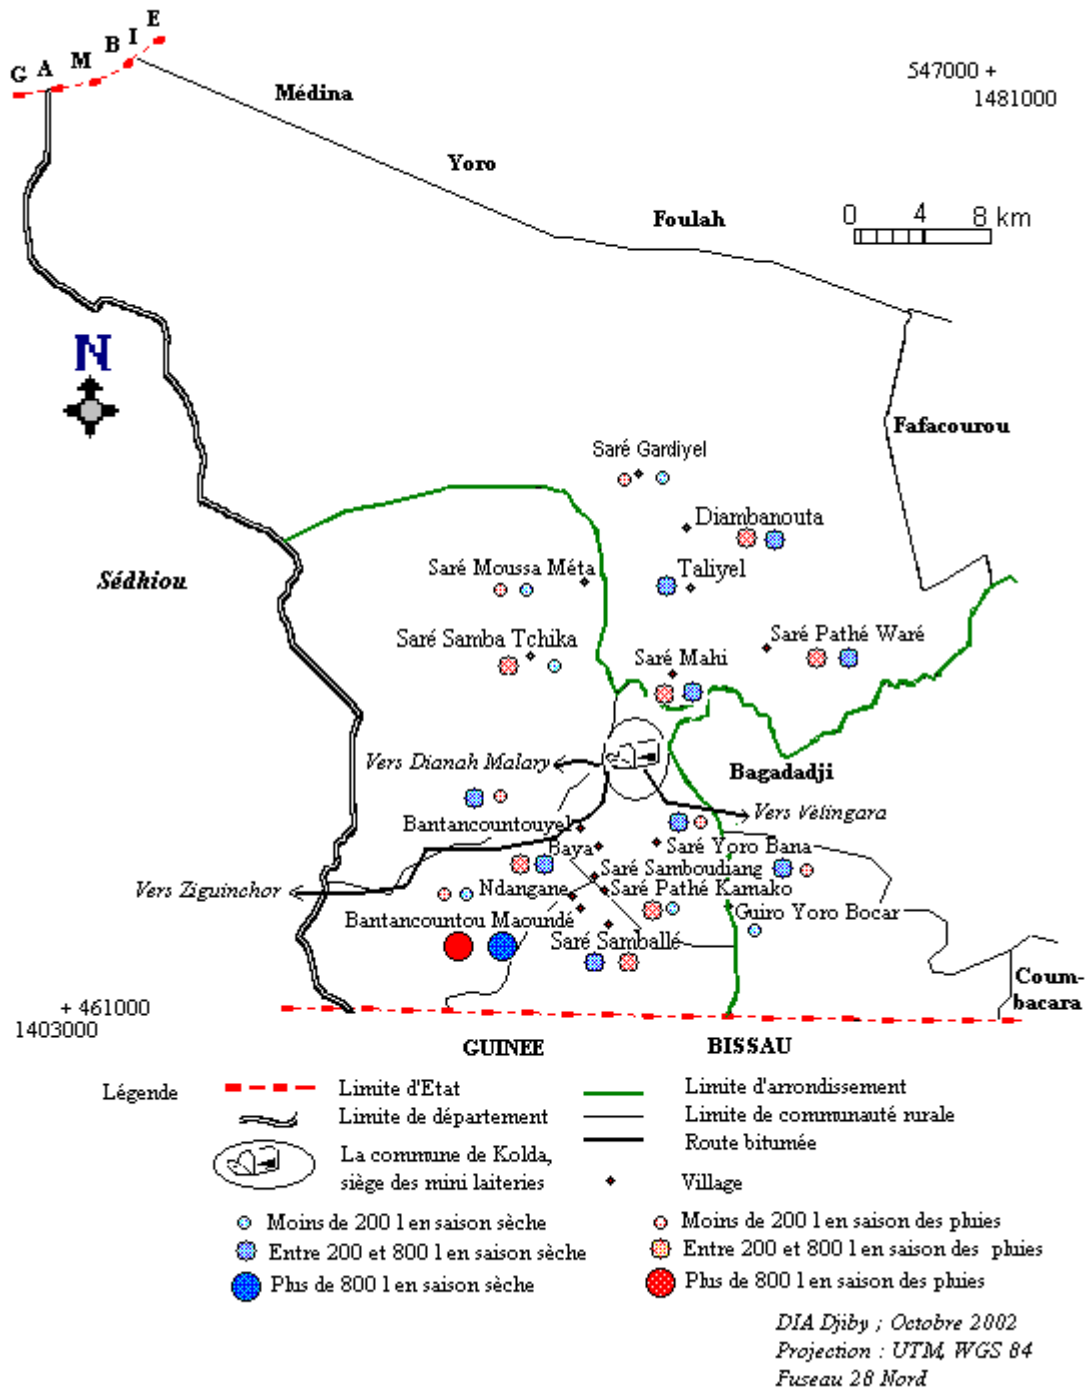 G A M B I E
547000 +
1481000
Médina
Yoro
Foulah
0 4 8 km
N
Fafacourou
Saré Gardiyel
Diambanouta
Sédhiou
Saré Moussa Méta
Taliyel
Saré Samba Tchika
Saré Pathé Waré
Saré Mahi
Vers Dianah Malary
Bagadadji
Vers Vélingara
Bantancountouyel
Baya
Saré Yoro Bana
Saré Samboudiang
Vers Ziguinchor
Ndangane
Saré Pathé Kamako
Bantancountou Maoundé
Guiro Yoro Bocar
Saré Samballé
Coum-
bacara
+ 461000
1403000
GUINEE BISSAU
Légende
Limite d'Etat
Limite d'arrondissement
Limite de département
Limite de communauté rurale
Route bitumée
La commune de Kolda,
siège des mini laiteries
Village
Moins de 200 l en saison sèche
Moins de 200 l en saison des pluies
Entre 200 et 800 l en saison sèche
Entre 200 et 800 l en saison des pluies
Plus de 800 l en saison sèche
Plus de 800 l en saison des pluies
DIA Djiby ; Octobre 2002
Projection : UTM, WGS 84
Fuseau 28 Nord